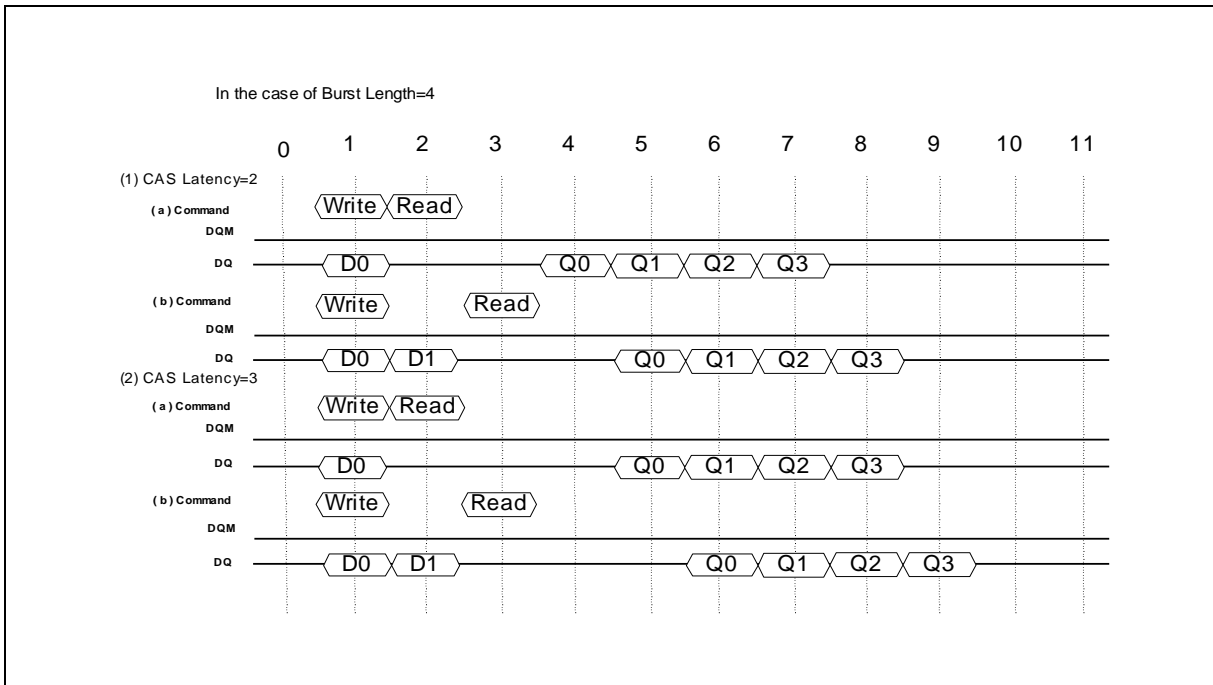 In the case of Burst Length=4
0 1 2 3 4 5 6 7 8 9 10 11
(1) CAS Latency=2
( a ) Command Write Read
DQM
DQ D0 Q0 Q1 Q2 Q3
( b ) Command Write Read
DQM
DQ D0 D1 Q0 Q1 Q2 Q3
(2) CAS Latency=3
( a ) Command Write Read
DQM
DQ D0 Q0 Q1 Q2 Q3
( b ) Command Write Read
DQM
DQ D0 D1 Q0 Q1 Q2 Q3